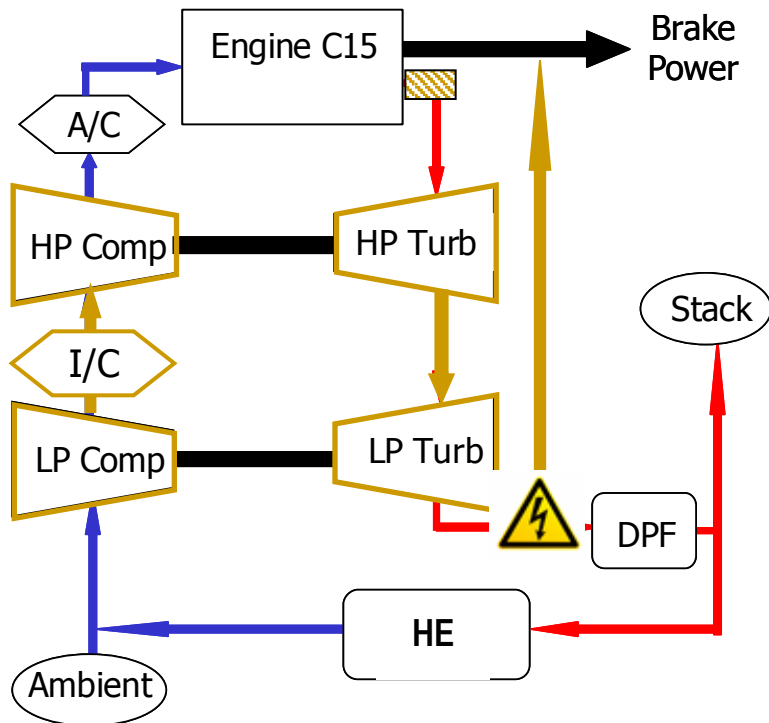 Engine C15
Brake
Power
A/C
HP Comp
HP Turb
Stack
I/C
LP Comp
LP Turb
DPF
HE
Ambient